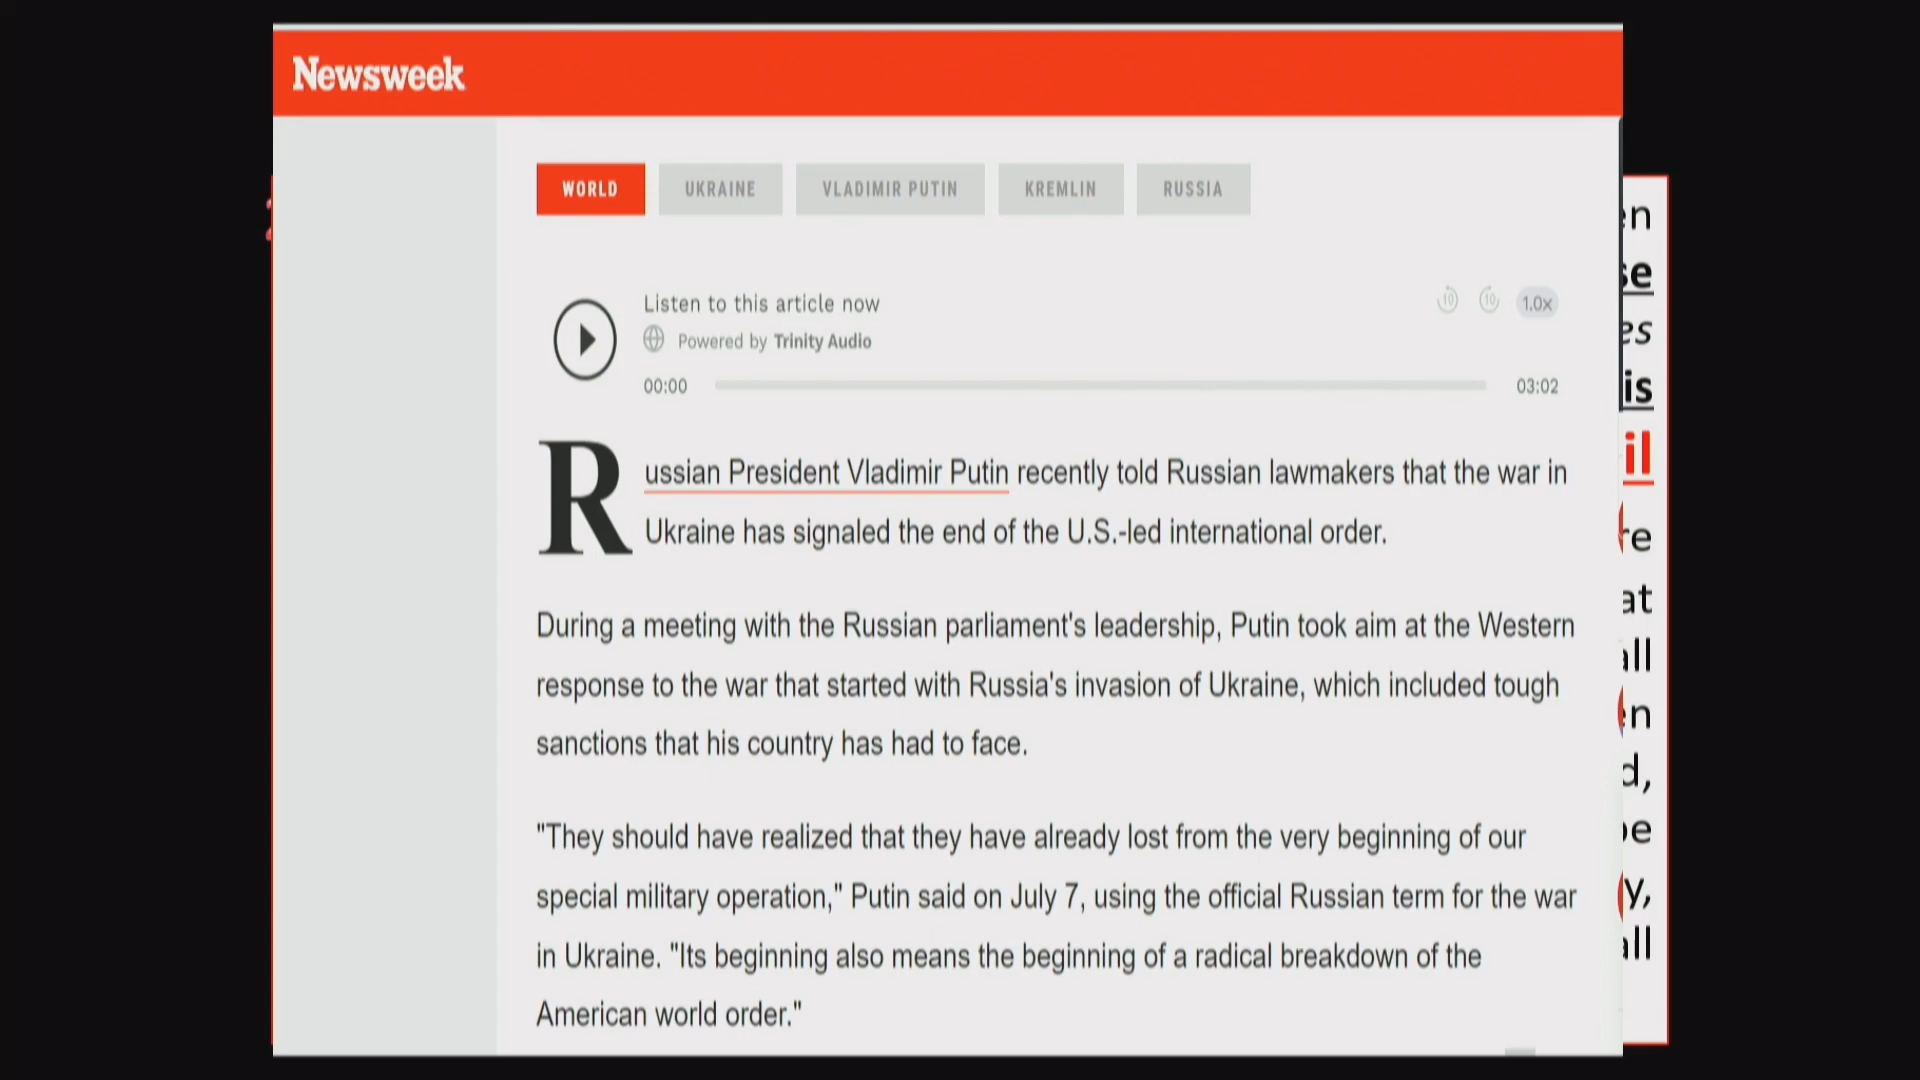 Newsweek
WORLD UKRAINE VLADIMIR PUTIN KREMLIN RUSSIA
Listen to this article now
10 10 1.0x
Powered by Trinity Audio
00:00 03:02
Russian President Vladimir Putin recently told Russian lawmakers that the war in
Ukraine has signaled the end of the U.S.-led international order.
During a meeting with the Russian parliament's leadership, Putin took aim at the Western
response to the war that started with Russia's invasion of Ukraine, which included tough
sanctions that his country has had to face.
"They should have realized that they have already lost from the very beginning of our
special military operation," Putin said on July 7, using the official Russian term for the war
in Ukraine. "Its beginning also means the beginning of a radical breakdown of the
American world order."